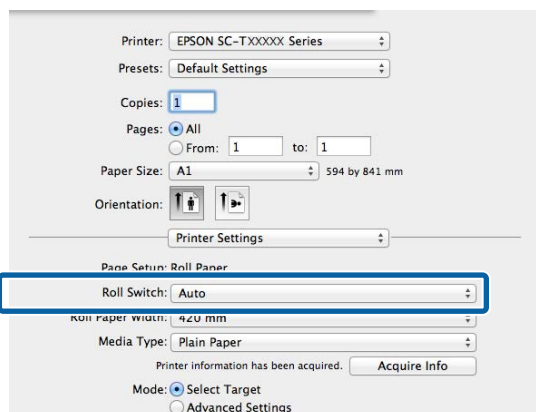 Printer: EPSON SC-TXXXXX Series
Presets: Default Settings
Copies: 1
Pages: All
From: 1 to: 1
Paper Size: A1 594 by 841 mm
Orientation:
Printer Settings
Page Setup: Roll Paper
Roll Switch: Auto
Roll Paper Width: 420 mm
Media Type: Plain Paper
Printer information has been acquired. Acquire Info
Mode: Select Target
Advanced Settings